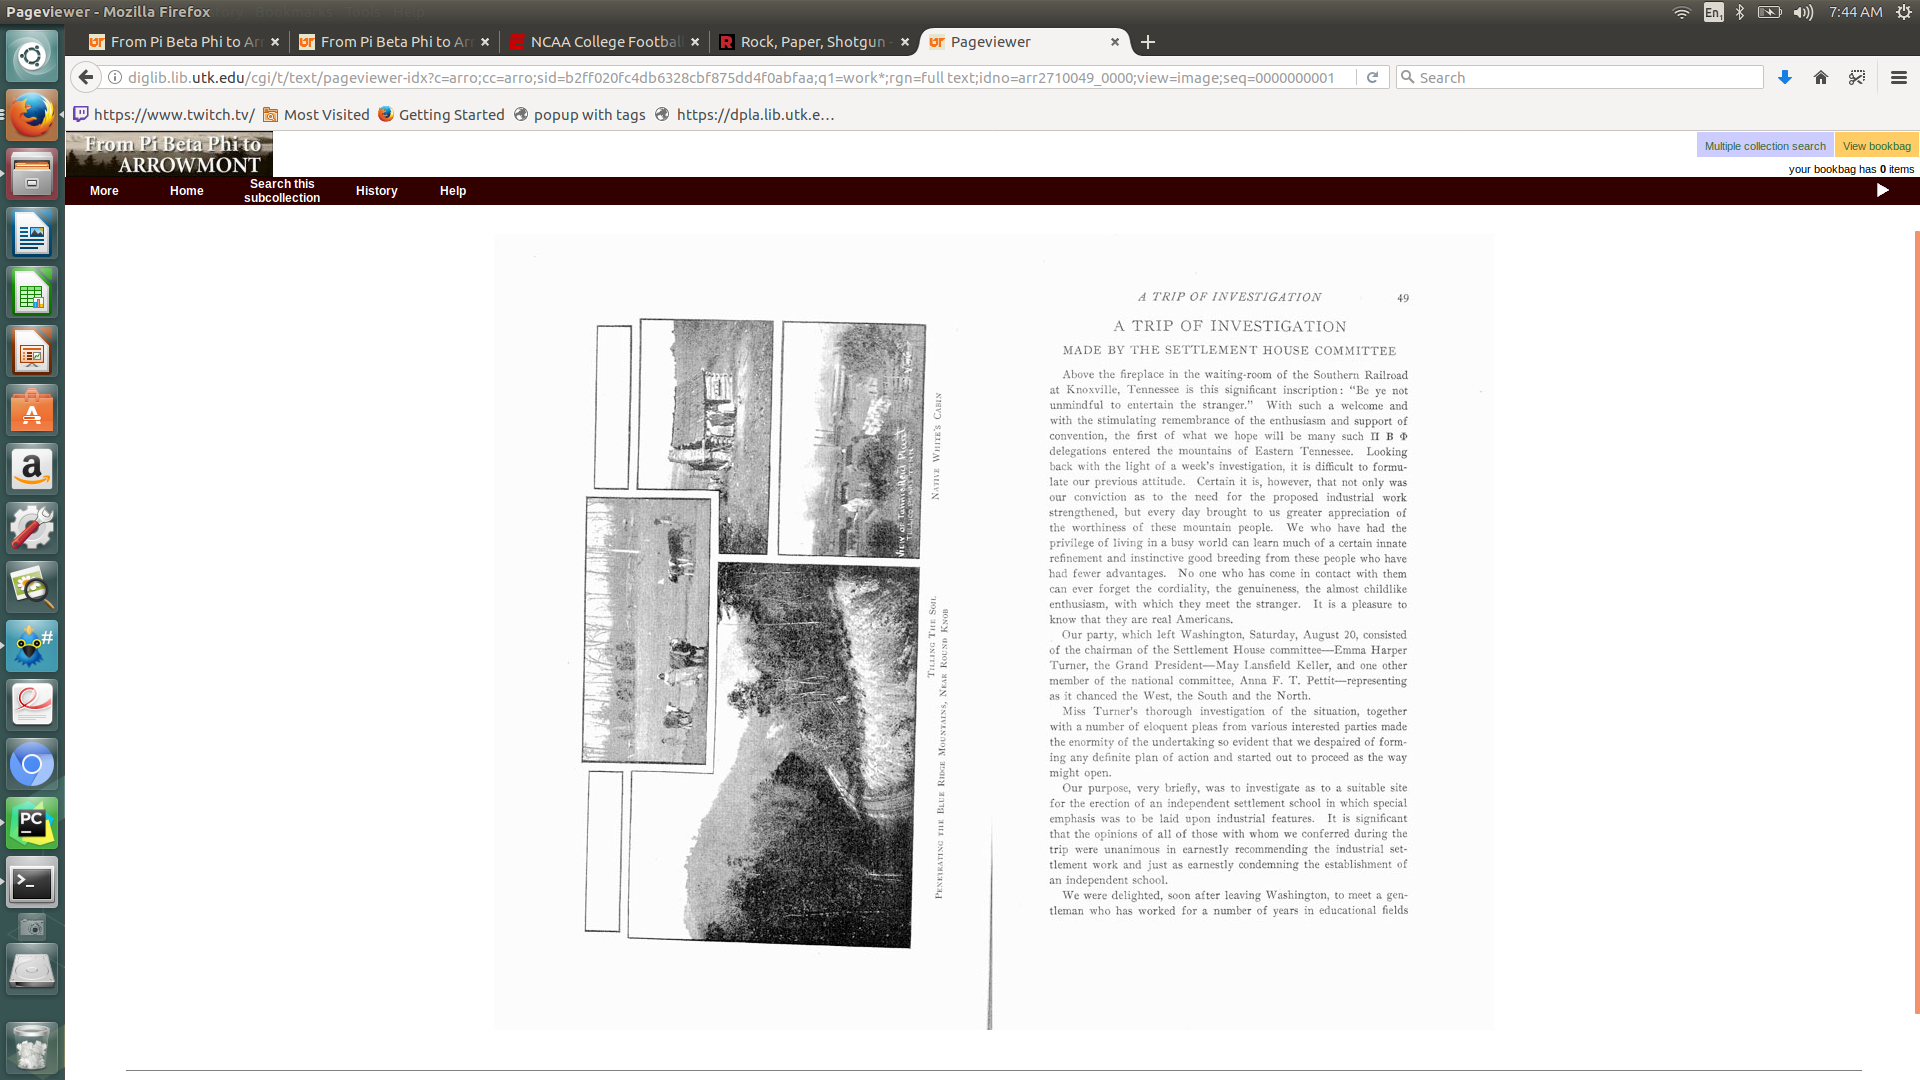 Pageviewer - Mozilla Firefox
En1
7:44 AM
From Pi Beta Phi to Ar
From Pi Beta Phi to Ar
NCAA College Football
Rock, Paper, Shotgun -
Pageviewer
diglib.lib.utk.edu/cgi/t/text/pageviewer-idx?c=arro;cc=arro;sid=b2ff020fc4db6328cbf875dd4f0abfaa;q1=work*;rgn=full text;idno=arr2710049_0000;view=image;seq=0000000001
Search
https://www.twitch.tv/
Most Visited
Getting Started
popup with tags
https://dpla.lib.utk.e...
From Pi Beta Phi to
ARROWMONT
Multiple collection search
View bookbag
your bookbag has 0 items
More
Home
Search this
subcollection
History
Help
NATIVE WHITE'S CABIN
TILLING THE SOIL
PENETRATING THE BLUE RIDGE MOUNTAINS, NEAR ROUND KNOB
A TRIP OF INVESTIGATION 49
A TRIP OF INVESTIGATION
MADE BY THE SETTLEMENT HOUSE COMMITTEE
Above the fireplace in the waiting-room of the Southern Railroad
at Knoxville, Tennessee is this significant inscription: "Be ye not
unmindful to entertain the stranger." With such a welcome and
with the stimulating remembrance of the enthusiasm and support of
convention, the first of what we hope will be many such Π Β Φ
delegations entered the mountains of Eastern Tennessee. Looking
back with the light of a week's investigation, it is difficult to formu-
late our previous attitude. Certain it is, however, that not only was
our conviction as to the need for the proposed industrial work
strengthened, but every day brought to us greater appreciation of
the worthiness of these mountain people. We who have had the
privilege of living in a busy world can learn much of a certain innate
refinement and instinctive good breeding from these people who have
had fewer advantages. No one who has come in contact with them
can ever forget the cordiality, the genuineness, the almost childlike
enthusiasm, with which they meet the stranger. It is a pleasure to
know that they are real Americans.
Our party, which left Washington, Saturday, August 20, consisted
of the chairman of the Settlement House committee—Emma Harper
Turner, the Grand President—May Lansfield Keller, and one other
member of the national committee, Anna F. T. Pettit—representing
as it chanced the West, the South and the North.
Miss Turner's thorough investigation of the situation, together
with a number of eloquent pleas from various interested parties made
the enormity of the undertaking so evident that we despaired of form-
ing any definite plan of action and started out to proceed as the way
might open.
Our purpose, very briefly, was to investigate as to a suitable site
for the erection of an independent settlement school in which special
emphasis was to be laid upon industrial features. It is significant
that the opinions of all of those with whom we conferred during the
trip were unanimous in earnestly recommending the industrial set-
tlement work and just as earnestly condemning the establishment of
an independent school.
We were delighted, soon after leaving Washington, to meet a gen-
tleman who has worked for a number of years in educational fields